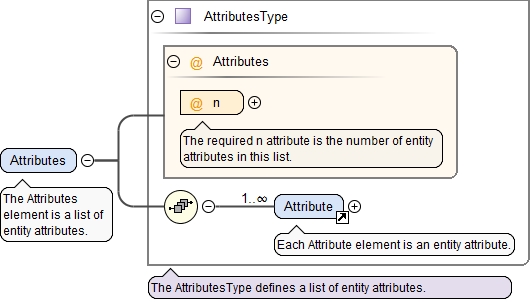 AttributesType
@ Attributes
@ n
The required n attribute is the number of entity
attributes in this list.
Attributes
The Attributes
element is a list of
entity attributes.
1..∞
Attribute
Each Attribute element is an entity attribute.
The AttributesType defines a list of entity attributes.